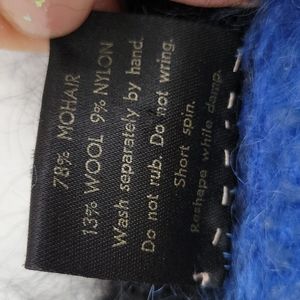 78% MOHAIR
13% WOOL 9% NYLON
Wash separately by hand.
Do not rub. Do not wring.
Short spin.
Reshape while damp.